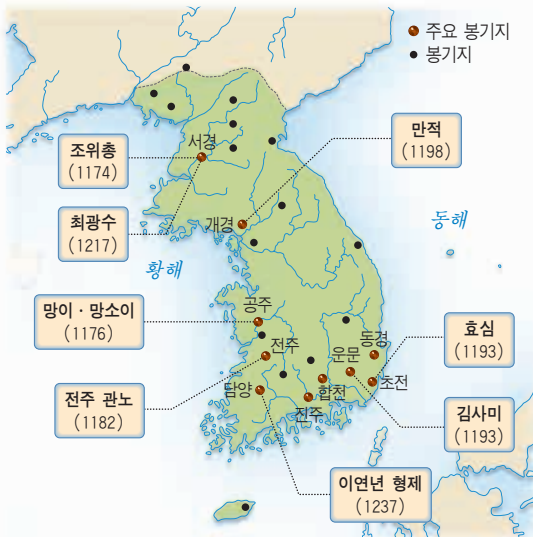 주요 봉기지
봉기지
만적
(1198)
조위총
(1174)
서경
최광수
(1217)
개경
동해
황해
망이·망소이
(1176)
공주
전주
전주 관노
(1182)
담양
동경
운문
효심
(1193)
초전
합천
진주
김사미
(1193)
이연년 형제
(1237)